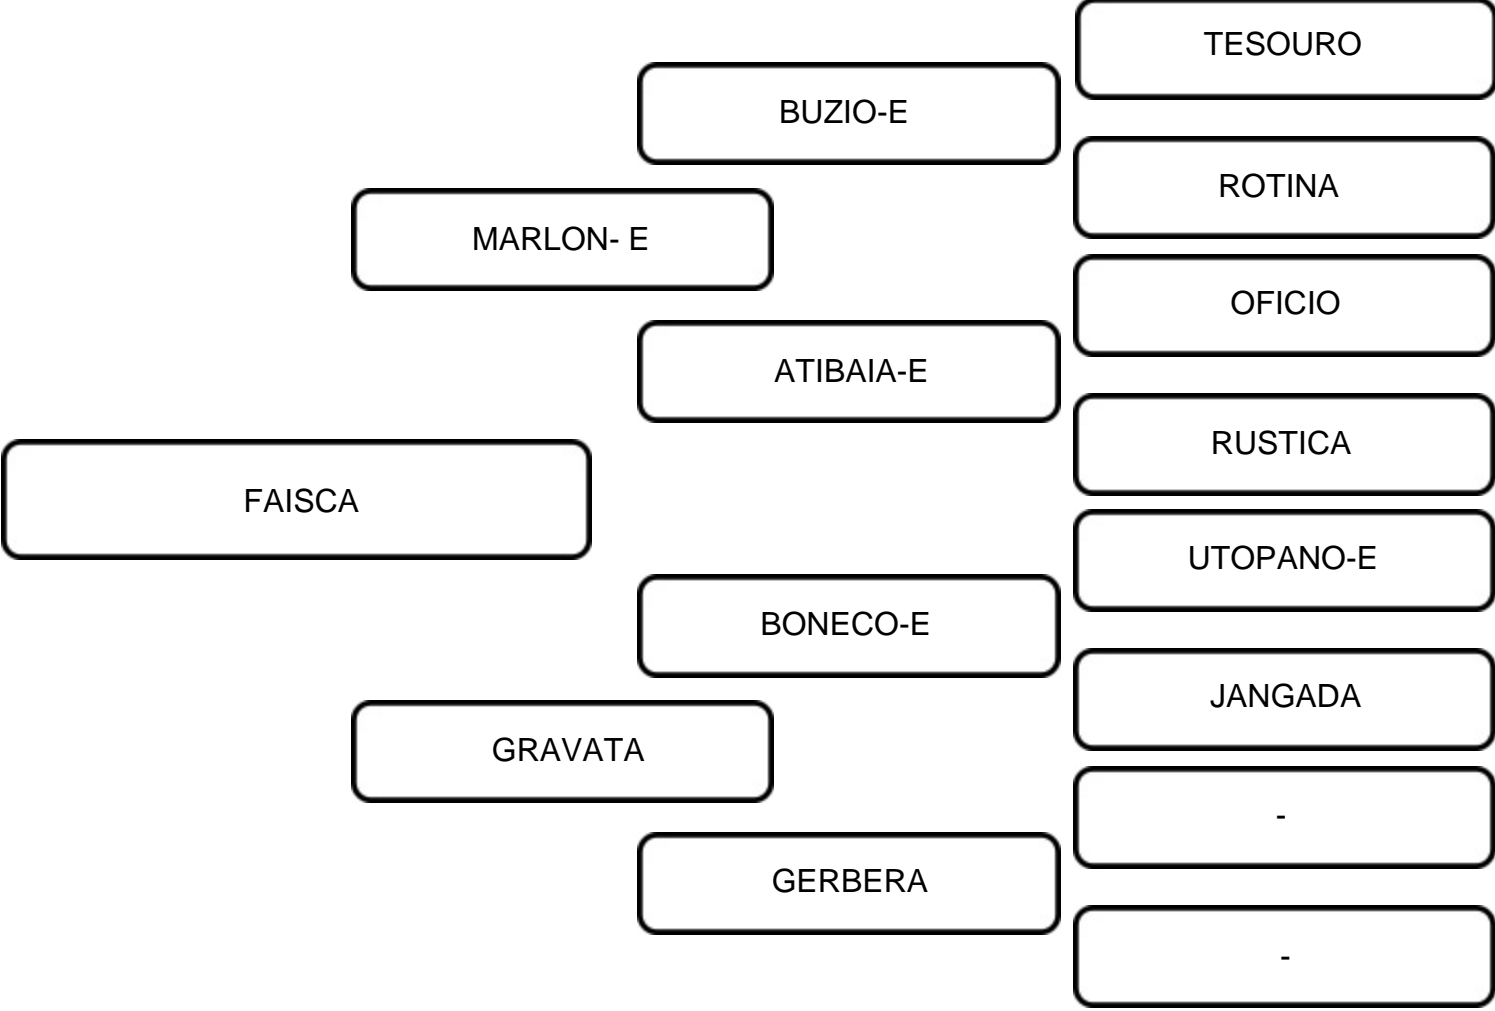 TESOURO
BUZIO-E
ROTINA
MARLON- E
OFICIO
ATIBAIA-E
RUSTICA
FAISCA
UTOPANO-E
BONECO-E
JANGADA
GRAVATA
-
GERBERA
-